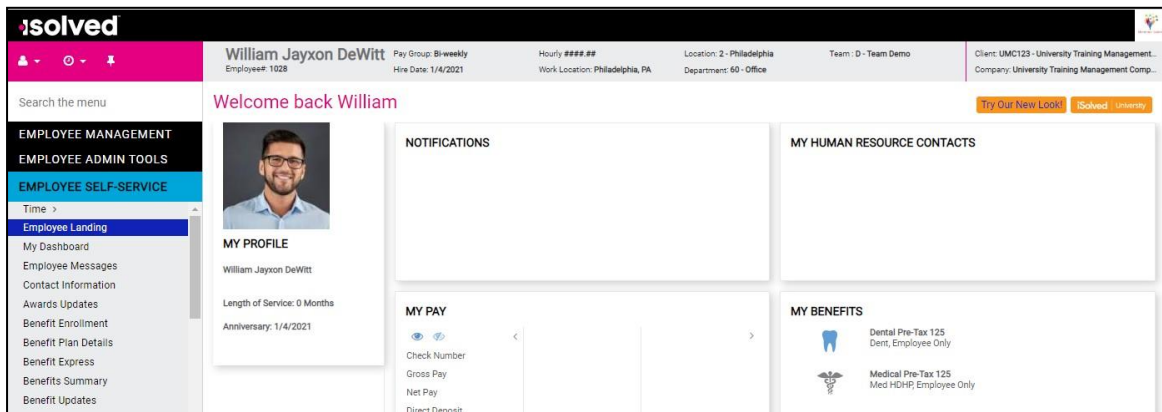 isolved
William Jayxon DeWitt
Employee#: 1028
Pay Group: Bi-weekly
Hire Date: 1/4/2021
Hourly ####.##
Work Location: Philadelphia, PA
Location: 2 - Philadelphia
Department: 60 - Office
Team : D - Team Demo
Client: UMC123 - University Training Management...
Company: University Training Management Comp...
Search the menu
EMPLOYEE MANAGEMENT
EMPLOYEE ADMIN TOOLS
EMPLOYEE SELF-SERVICE
Time >
Employee Landing
My Dashboard
Employee Messages
Contact Information
Awards Updates
Benefit Enrollment
Benefit Plan Details
Benefit Express
Benefits Summary
Benefit Updates
Welcome back William
Try Our New Look!
iSolved University
MY PROFILE
William Jayxon DeWitt
Length of Service: 0 Months
Anniversary: 1/4/2021
NOTIFICATIONS
MY HUMAN RESOURCE CONTACTS
MY PAY
Check Number
Gross Pay
Net Pay
Direct Deposit
MY BENEFITS
Dental Pre-Tax 125
Dent, Employee Only
Medical Pre-Tax 125
Med HDHP, Employee Only